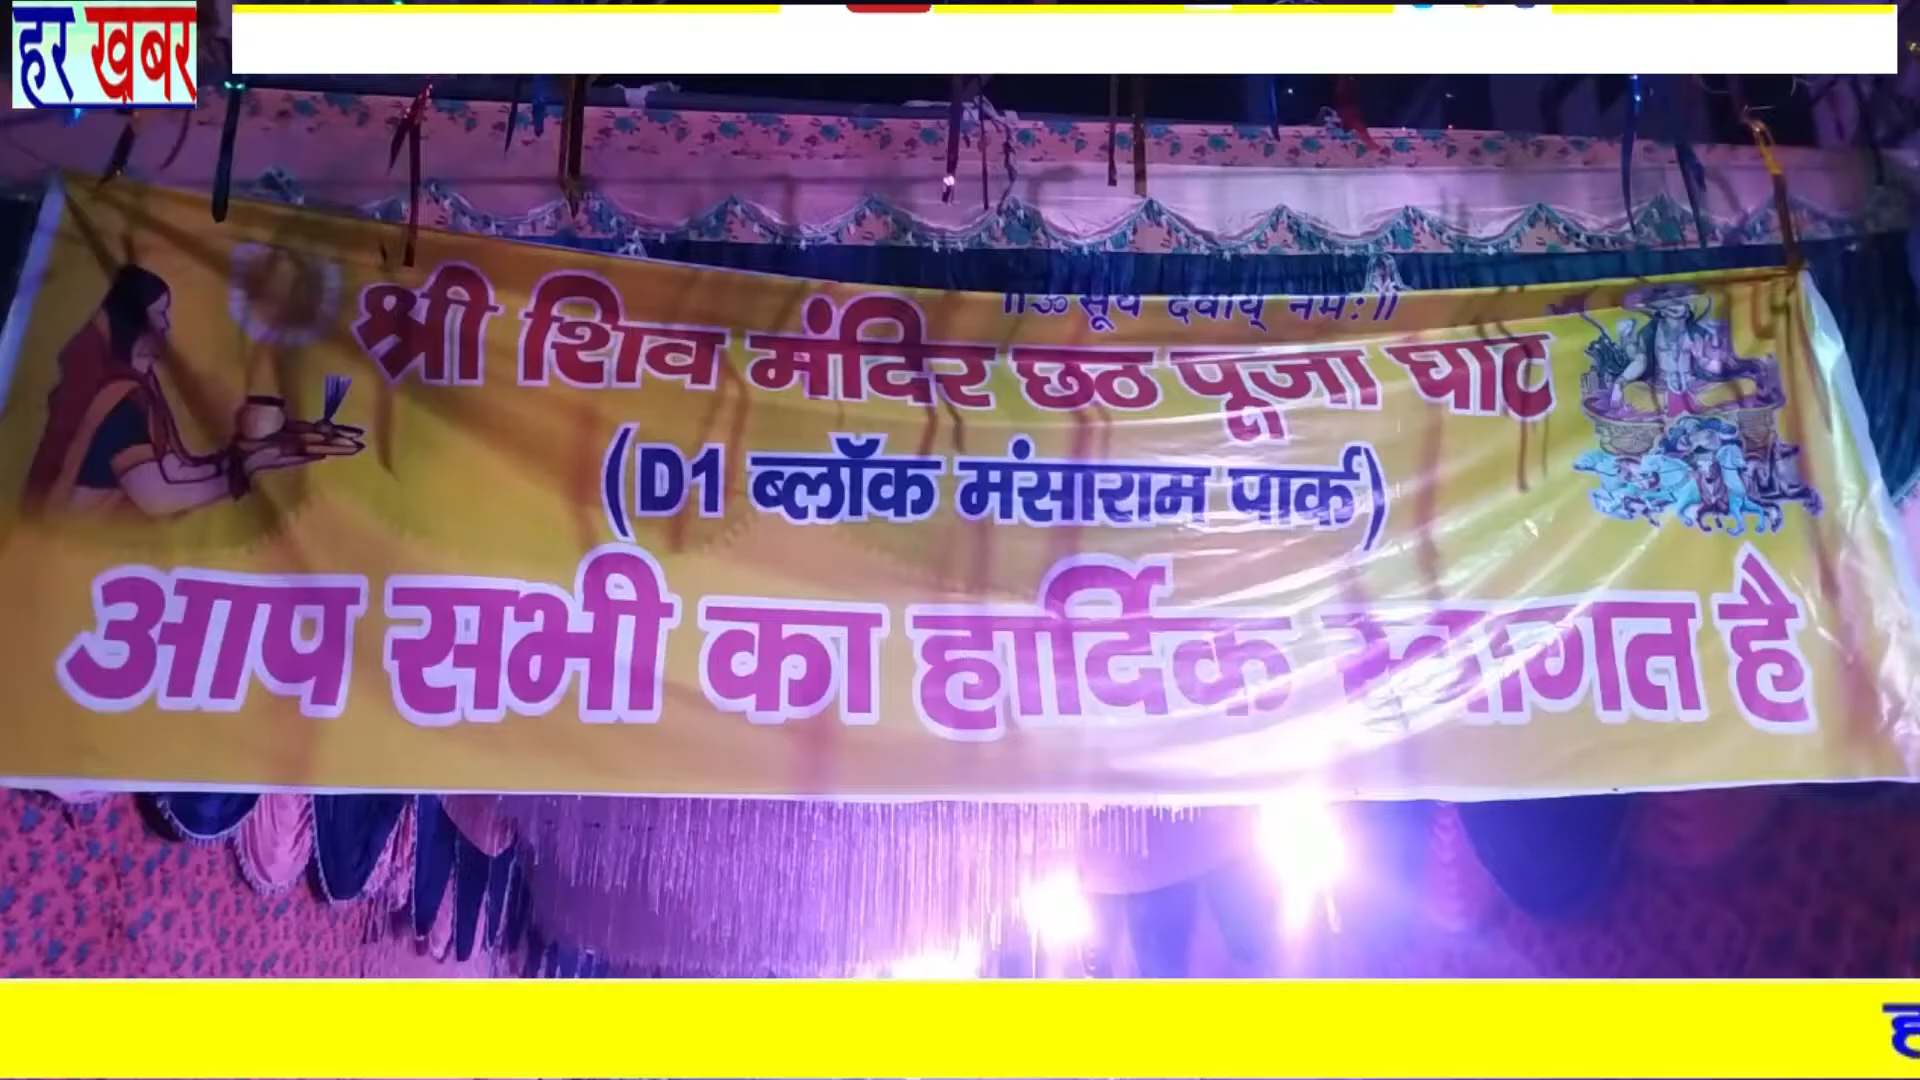 हर खबर
॥ॐ सूर्य देवाय् नमः॥
श्री शिव मंदिर छठ पूजा घाट
(D1 ब्लॉक मंसाराम पार्क)
आप सभी का हार्दिक स्वागत है